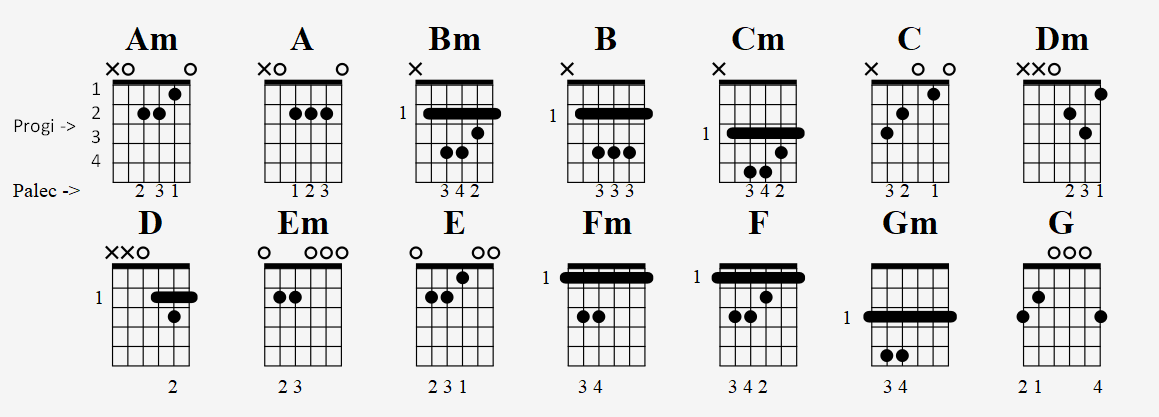 Am A Bm B Cm C Dm
1
Progi -> 2 1 1
3 1
4
Palec -> 2 3 1 1 2 3 3 4 2 3 3 3 3 4 2 3 2 1 2 3 1
D Em E Fm F Gm G
1 1
1
1
2 2 3 2 3 1 3 4 3 4 2 3 4 2 1 4